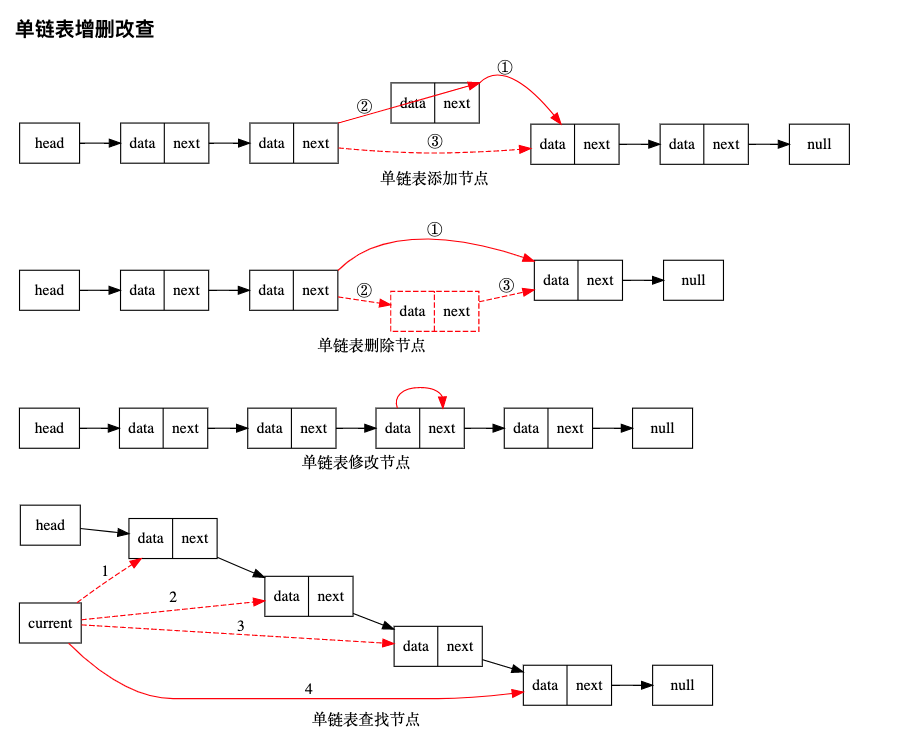 单链表增删改查
①
② data next
head data next data next ③ data next data next null
单链表添加节点
①
head data next data next ② data next ③ data next null
单链表删除节点
head data next data next data next data next null
单链表修改节点
head data next
1
2 data next
current 3 data next
4 data next null
单链表查找节点